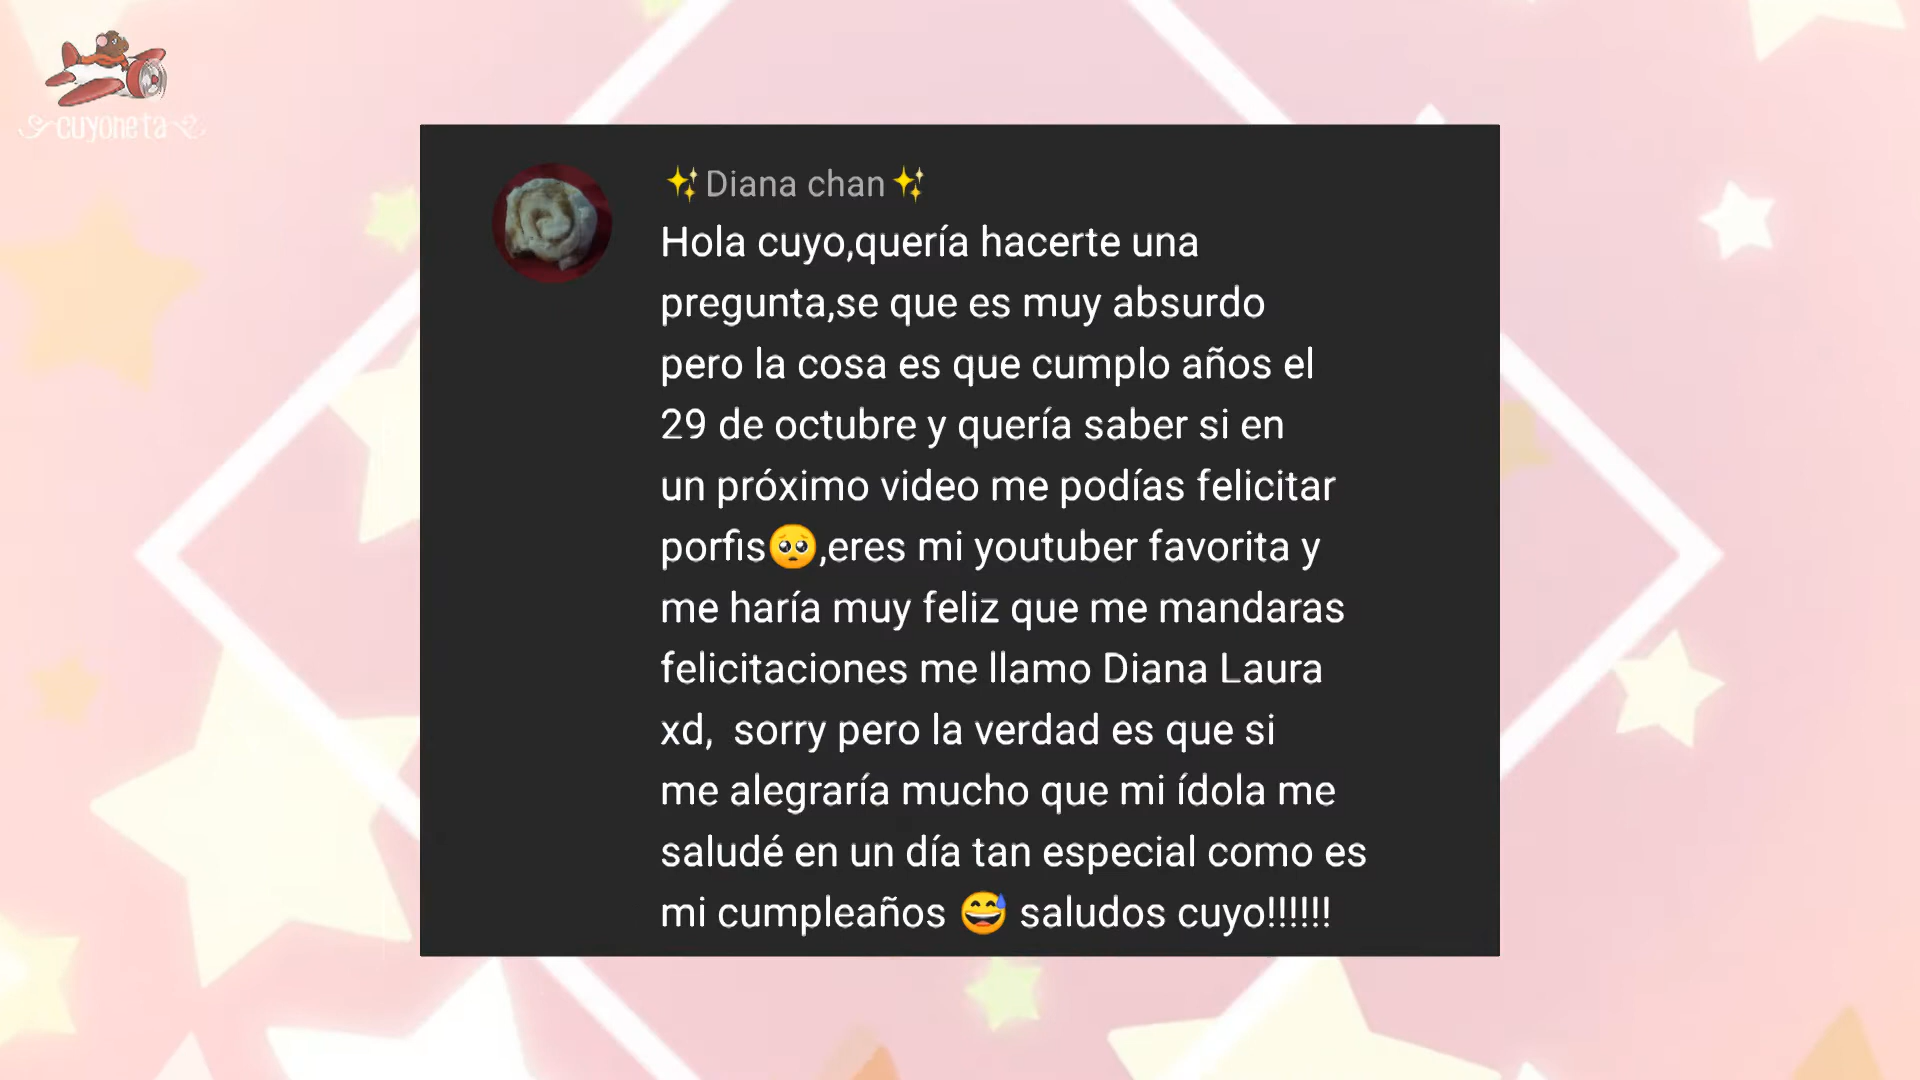 cuyoneta
✨Diana chan✨
Hola cuyo,quería hacerte una
pregunta,se que es muy absurdo
pero la cosa es que cumplo años el
29 de octubre y quería saber si en
un próximo video me podías felicitar
porfis🥺,eres mi youtuber favorita y
me haría muy feliz que me mandaras
felicitaciones me llamo Diana Laura
xd,  sorry pero la verdad es que si
me alegraría mucho que mi ídola me
saludé en un día tan especial como es
mi cumpleaños 😅 saludos cuyo!!!!!!